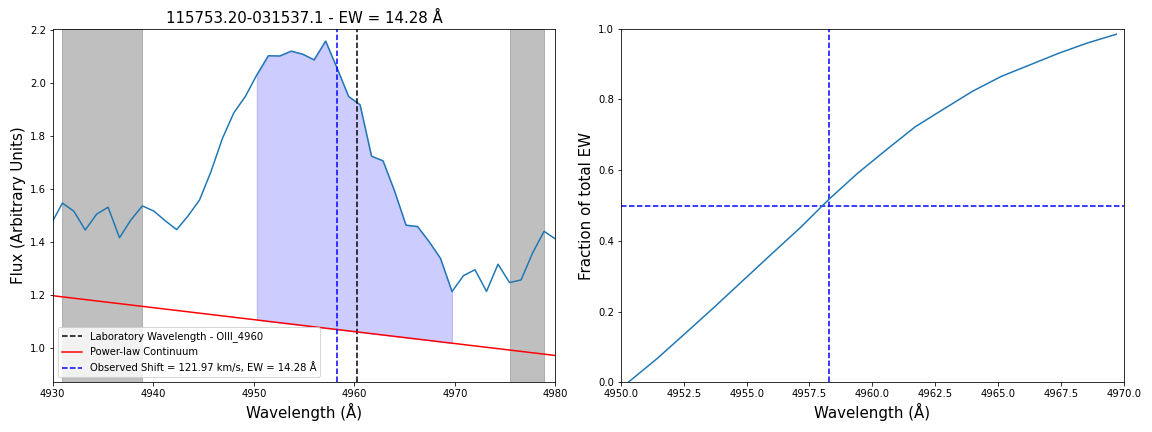 115753.20-031537.1 - EW = 14.28 Å
Flux (Arbitrary Units)
2.2
2.0
1.8
1.6
1.4
1.2
1.0
Laboratory Wavelength - OIII_4960
Power-law Continuum
Observed Shift = 121.97 km/s, EW = 14.28 Å
4930 4940 4950 4960 4970 4980
Wavelength (Å)
Fraction of total EW
1.0
0.8
0.6
0.4
0.2
0.0
4950.0 4952.5 4955.0 4957.5 4960.0 4962.5 4965.0 4967.5 4970.0
Wavelength (Å)